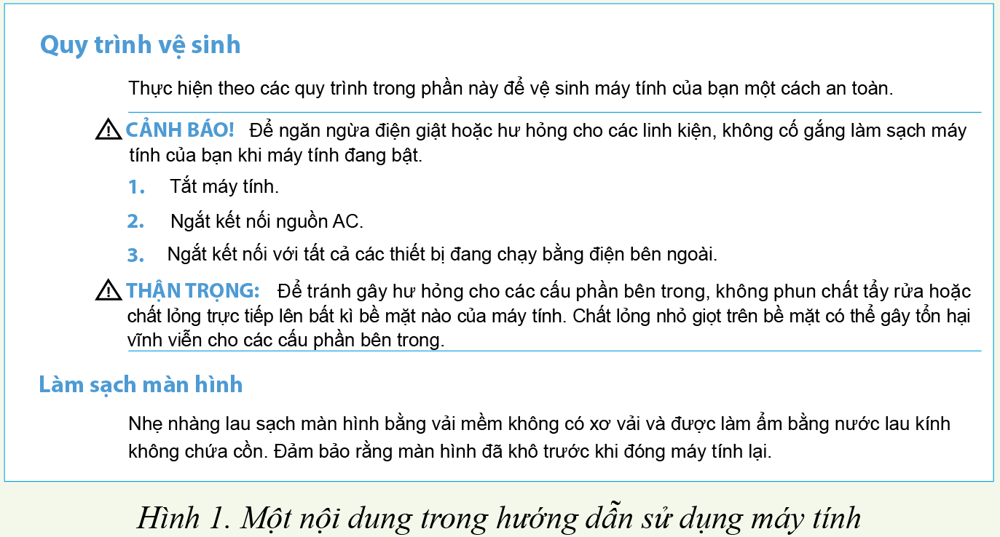 Quy trình vệ sinh
Thực hiện theo các quy trình trong phần này để vệ sinh máy tính của bạn một cách an toàn.
CẢNH BÁO! Để ngăn ngừa điện giật hoặc hư hỏng cho các linh kiện, không cố gắng làm sạch máy
tính của bạn khi máy tính đang bật.
1. Tắt máy tính.
2. Ngắt kết nối nguồn AC.
3. Ngắt kết nối với tất cả các thiết bị đang chạy bằng điện bên ngoài.
THẬN TRỌNG: Để tránh gây hư hỏng cho các cấu phần bên trong, không phun chất tẩy rửa hoặc
chất lỏng trực tiếp lên bất kì bề mặt nào của máy tính. Chất lỏng nhỏ giọt trên bề mặt có thể gây tổn hại
vĩnh viễn cho các cấu phần bên trong.
Làm sạch màn hình
Nhẹ nhàng lau sạch màn hình bằng vải mềm không có xơ vải và được làm ẩm bằng nước lau kính
không chứa cồn. Đảm bảo rằng màn hình đã khô trước khi đóng máy tính lại.
Hình 1. Một nội dung trong hướng dẫn sử dụng máy tính